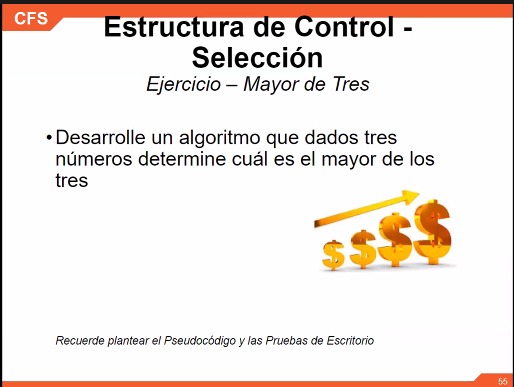 CFS
Estructura de Control -
Selección
Ejercicio – Mayor de Tres
• Desarrolle un algoritmo que dados tres
números determine cuál es el mayor de los
tres
$ $ $ $
Recuerde plantear el Pseudocódigo y las Pruebas de Escritorio
55